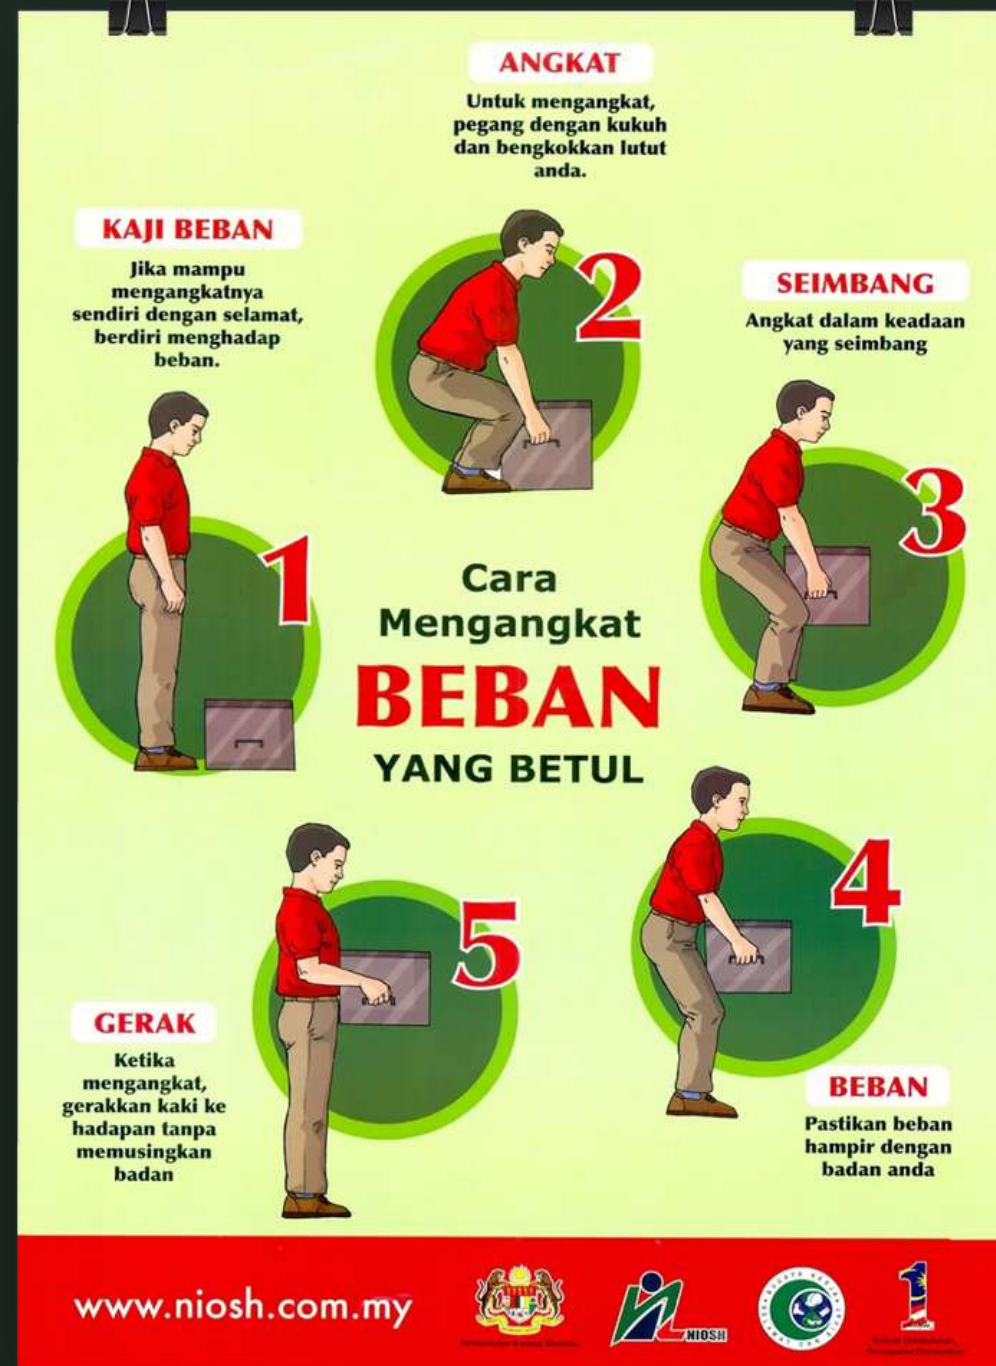 ANGKAT
Untuk mengangkat,
pegang dengan kukuh
dan bengkokkan lutut
anda.
KAJI BEBAN
Jika mampu
mengangkatnya
sendiri dengan selamat,
berdiri menghadap
beban.
2
SEIMBANG
Angkat dalam keadaan
yang seimbang
1
3
Cara
Mengangkat
BEBAN
YANG BETUL
4
5
GERAK
Ketika
mengangkat,
gerakkan kaki ke
hadapan tanpa
memusingkan
badan
BEBAN
Pastikan beban
hampir dengan
badan anda
www.niosh.com.my
NIOSH
1